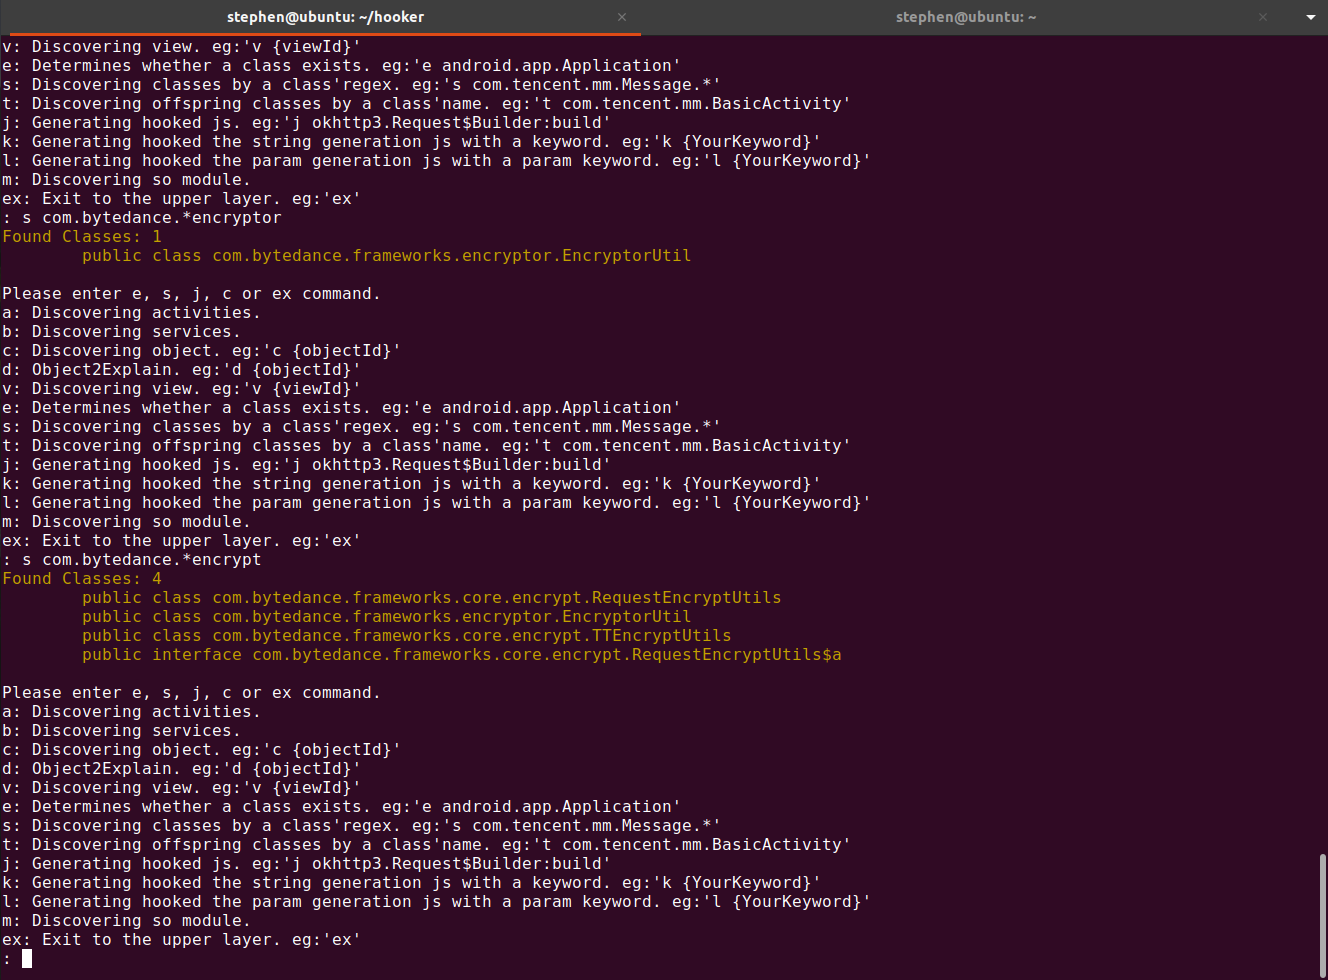 stephen@ubuntu: ~/hooker
stephen@ubuntu: ~
v: Discovering view. eg:'v {viewId}'
e: Determines whether a class exists. eg:'e android.app.Application'
s: Discovering classes by a class'regex. eg:'s com.tencent.mm.Message.*'
t: Discovering offspring classes by a class'name. eg:'t com.tencent.mm.BasicActivity'
j: Generating hooked js. eg:'j okhttp3.Request$Builder:build'
k: Generating hooked the string generation js with a keyword. eg:'k {YourKeyword}'
l: Generating hooked the param generation js with a param keyword. eg:'l {YourKeyword}'
m: Discovering so module.
ex: Exit to the upper layer. eg:'ex'
: s com.bytedance.*encryptor
Found Classes: 1
public class com.bytedance.frameworks.encryptor.EncryptorUtil
Please enter e, s, j, c or ex command.
a: Discovering activities.
b: Discovering services.
c: Discovering object. eg:'c {objectId}'
d: Object2Explain. eg:'d {objectId}'
v: Discovering view. eg:'v {viewId}'
e: Determines whether a class exists. eg:'e android.app.Application'
s: Discovering classes by a class'regex. eg:'s com.tencent.mm.Message.*'
t: Discovering offspring classes by a class'name. eg:'t com.tencent.mm.BasicActivity'
j: Generating hooked js. eg:'j okhttp3.Request$Builder:build'
k: Generating hooked the string generation js with a keyword. eg:'k {YourKeyword}'
l: Generating hooked the param generation js with a param keyword. eg:'l {YourKeyword}'
m: Discovering so module.
ex: Exit to the upper layer. eg:'ex'
: s com.bytedance.*encrypt
Found Classes: 4
public class com.bytedance.frameworks.core.encrypt.RequestEncryptUtils
public class com.bytedance.frameworks.encryptor.EncryptorUtil
public class com.bytedance.frameworks.core.encrypt.TTEncryptUtils
public interface com.bytedance.frameworks.core.encrypt.RequestEncryptUtils$a
Please enter e, s, j, c or ex command.
a: Discovering activities.
b: Discovering services.
c: Discovering object. eg:'c {objectId}'
d: Object2Explain. eg:'d {objectId}'
v: Discovering view. eg:'v {viewId}'
e: Determines whether a class exists. eg:'e android.app.Application'
s: Discovering classes by a class'regex. eg:'s com.tencent.mm.Message.*'
t: Discovering offspring classes by a class'name. eg:'t com.tencent.mm.BasicActivity'
j: Generating hooked js. eg:'j okhttp3.Request$Builder:build'
k: Generating hooked the string generation js with a keyword. eg:'k {YourKeyword}'
l: Generating hooked the param generation js with a param keyword. eg:'l {YourKeyword}'
m: Discovering so module.
ex: Exit to the upper layer. eg:'ex'
: